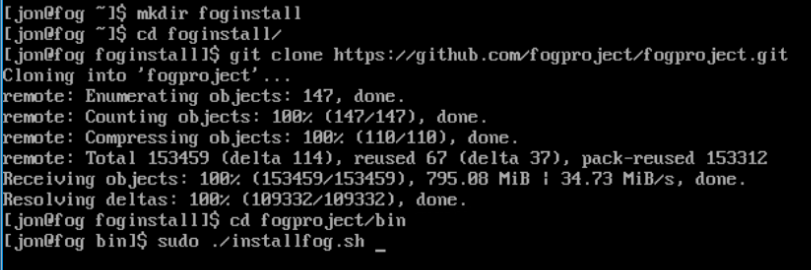 [jon@fog ~]$ mkdir foginstall
[jon@fog ~]$ cd foginstall/
[jon@fog foginstall]$ git clone https://github.com/fogproject/fogproject.git
Cloning into 'fogproject'...
remote: Enumerating objects: 147, done.
remote: Counting objects: 100% (147/147), done.
remote: Compressing objects: 100% (110/110), done.
remote: Total 153459 (delta 114), reused 67 (delta 37), pack-reused 153312
Receiving objects: 100% (153459/153459), 795.08 MiB | 34.73 MiB/s, done.
Resolving deltas: 100% (109332/109332), done.
[jon@fog foginstall]$ cd fogproject/bin
[jon@fog bin]$ sudo ./installfog.sh _